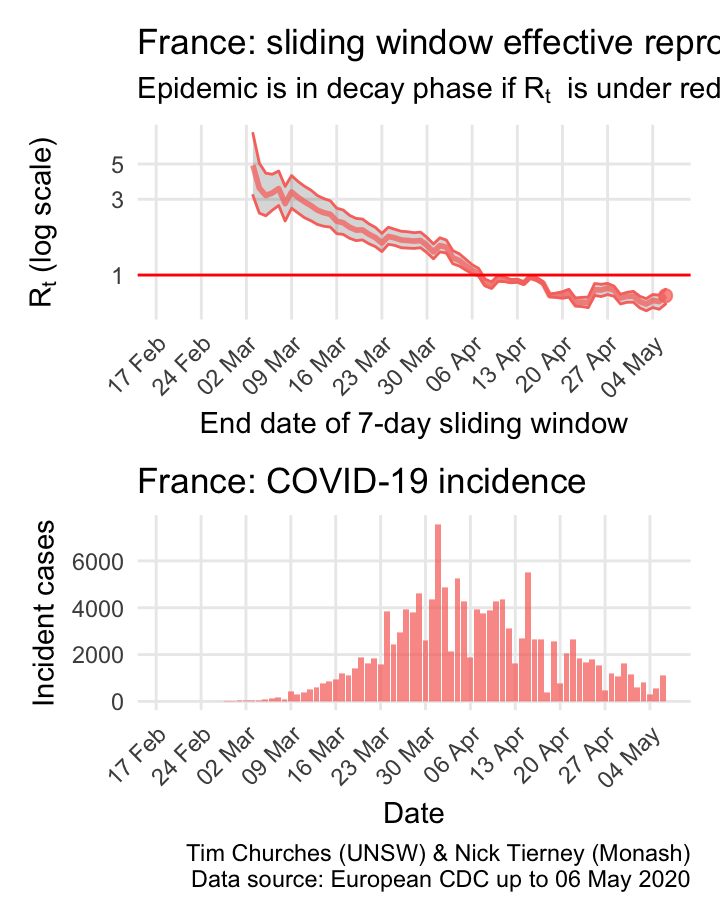 France: sliding window effective repro
Epidemic is in decay phase if Rt is under red
Rt (log scale)
5
3
1
17 Feb
24 Feb
02 Mar
09 Mar
16 Mar
23 Mar
30 Mar
06 Apr
13 Apr
20 Apr
27 Apr
04 May
End date of 7-day sliding window
France: COVID-19 incidence
Incident cases
6000
4000
2000
0
17 Feb
24 Feb
02 Mar
09 Mar
16 Mar
23 Mar
30 Mar
06 Apr
13 Apr
20 Apr
27 Apr
04 May
Date
Tim Churches (UNSW) & Nick Tierney (Monash)
Data source: European CDC up to 06 May 2020